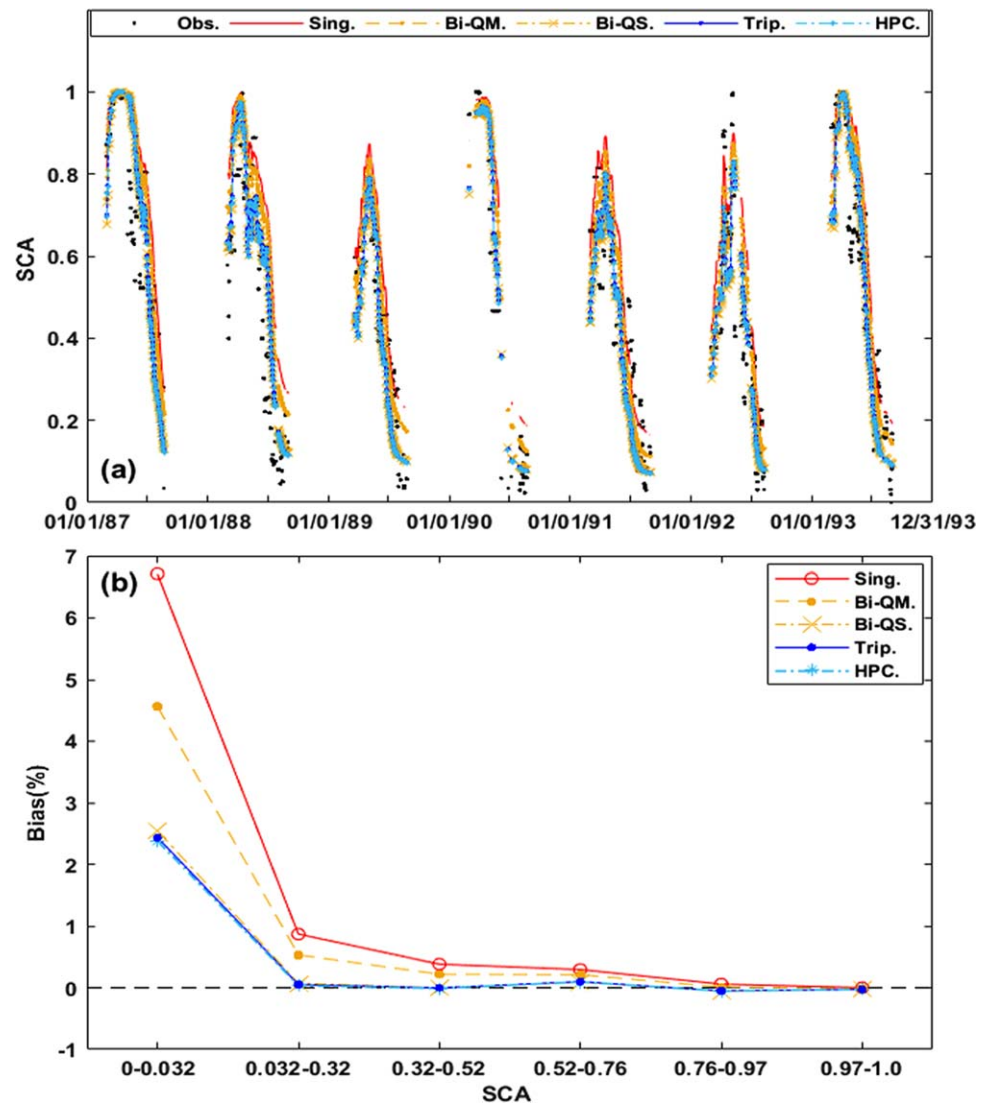 Obs. Sing. Bi-QM. Bi-QS. Trip. HPC.
1
0.8
0.6
0.4
0.2
0
SCA
(a)
01/01/87 01/01/88 01/01/89 01/01/90 01/01/91 01/01/92 01/01/93 12/31/93
(b)
7
6
5
4
3
2
1
0
-1
Bias(%)
Sing.
Bi-QM.
Bi-QS.
Trip.
HPC.
0-0.032 0.032-0.32 0.32-0.52 0.52-0.76 0.76-0.97 0.97-1.0
SCA